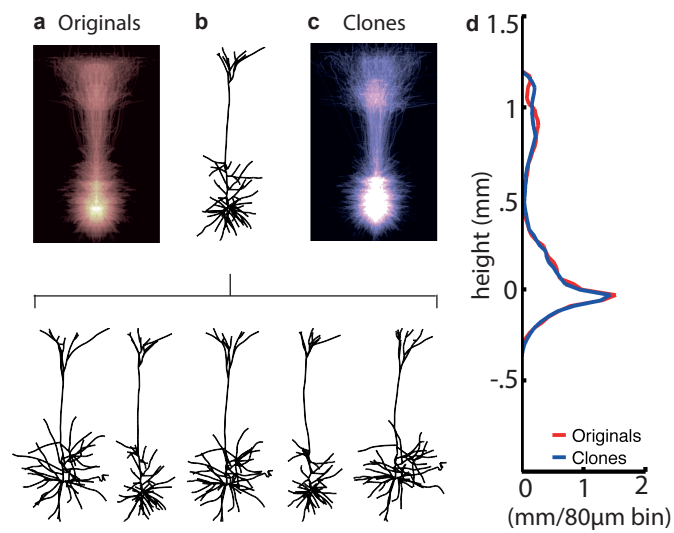 a Originals
b
c Clones
d
1.5
1
.5
0
-.5
height (mm)
Originals
Clones
0 1 2
(mm/80µm bin)